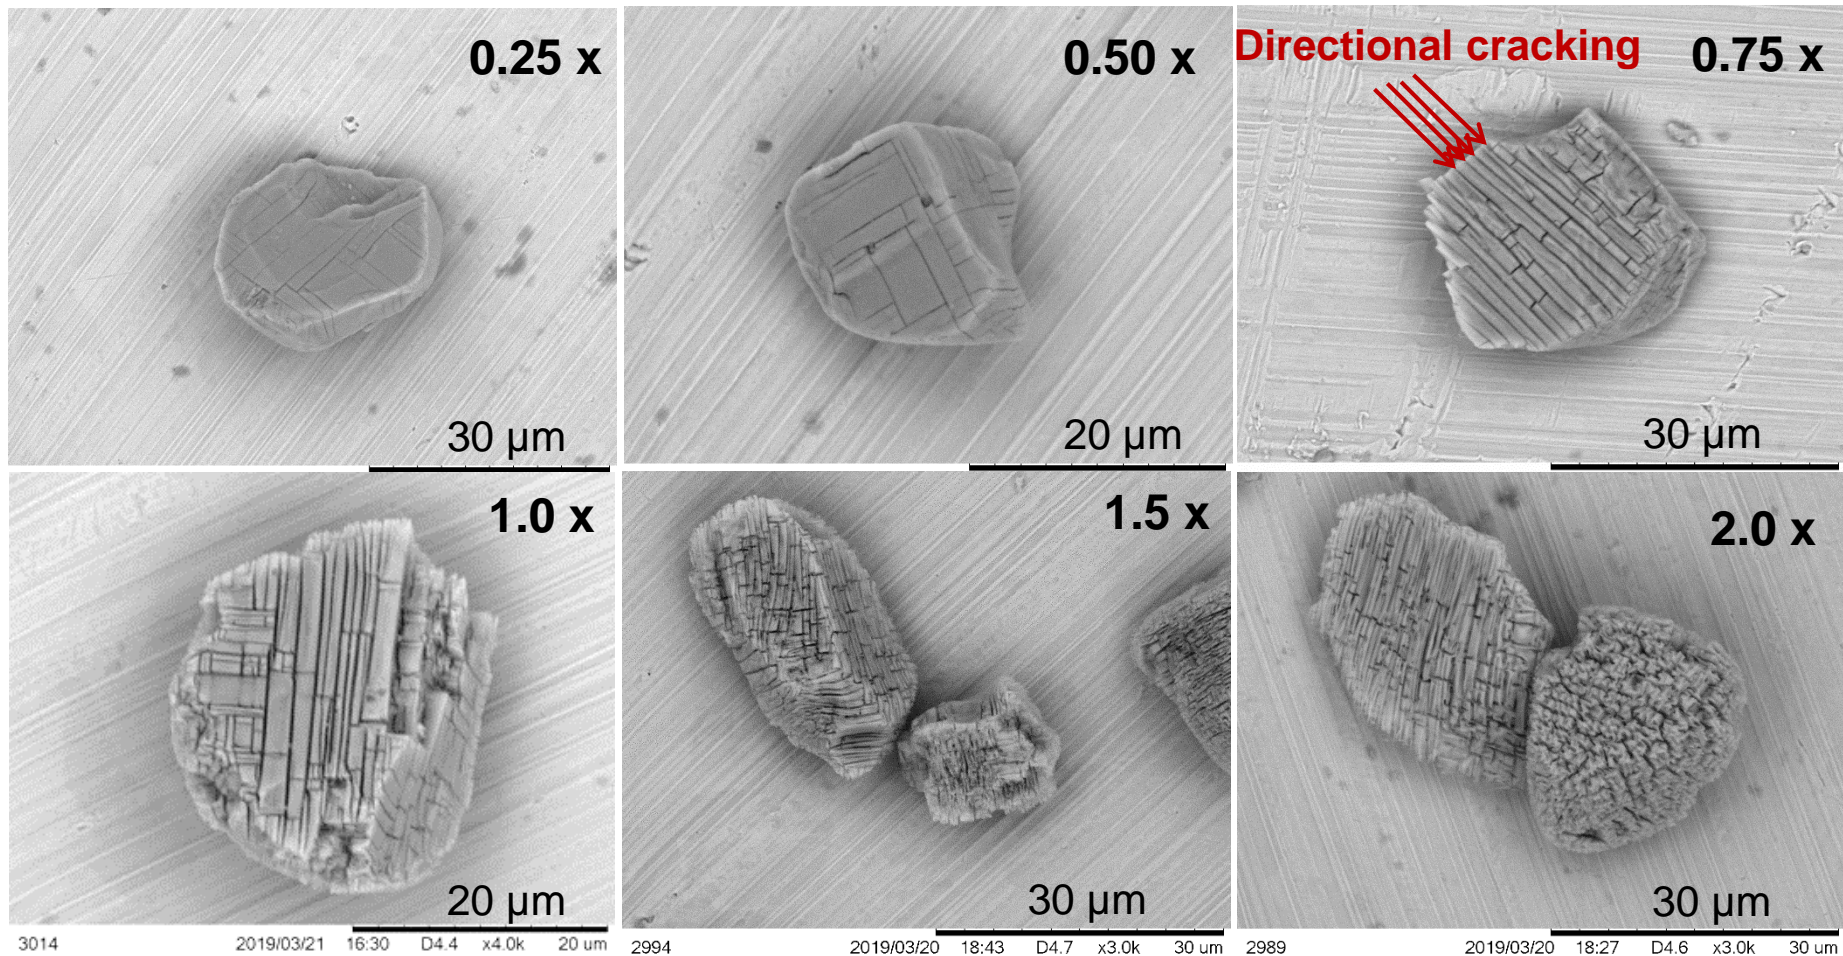 0.25 x
30 µm
0.50 x
20 µm
Directional cracking
0.75 x
30 µm
1.0 x
20 µm
3014 2019/03/21 16:30 D4.4 x4.0k 20 um
1.5 x
30 µm
2994 2019/03/20 18:43 D4.7 x3.0k 30 um
2.0 x
30 µm
2989 2019/03/20 18:27 D4.6 x3.0k 30 um